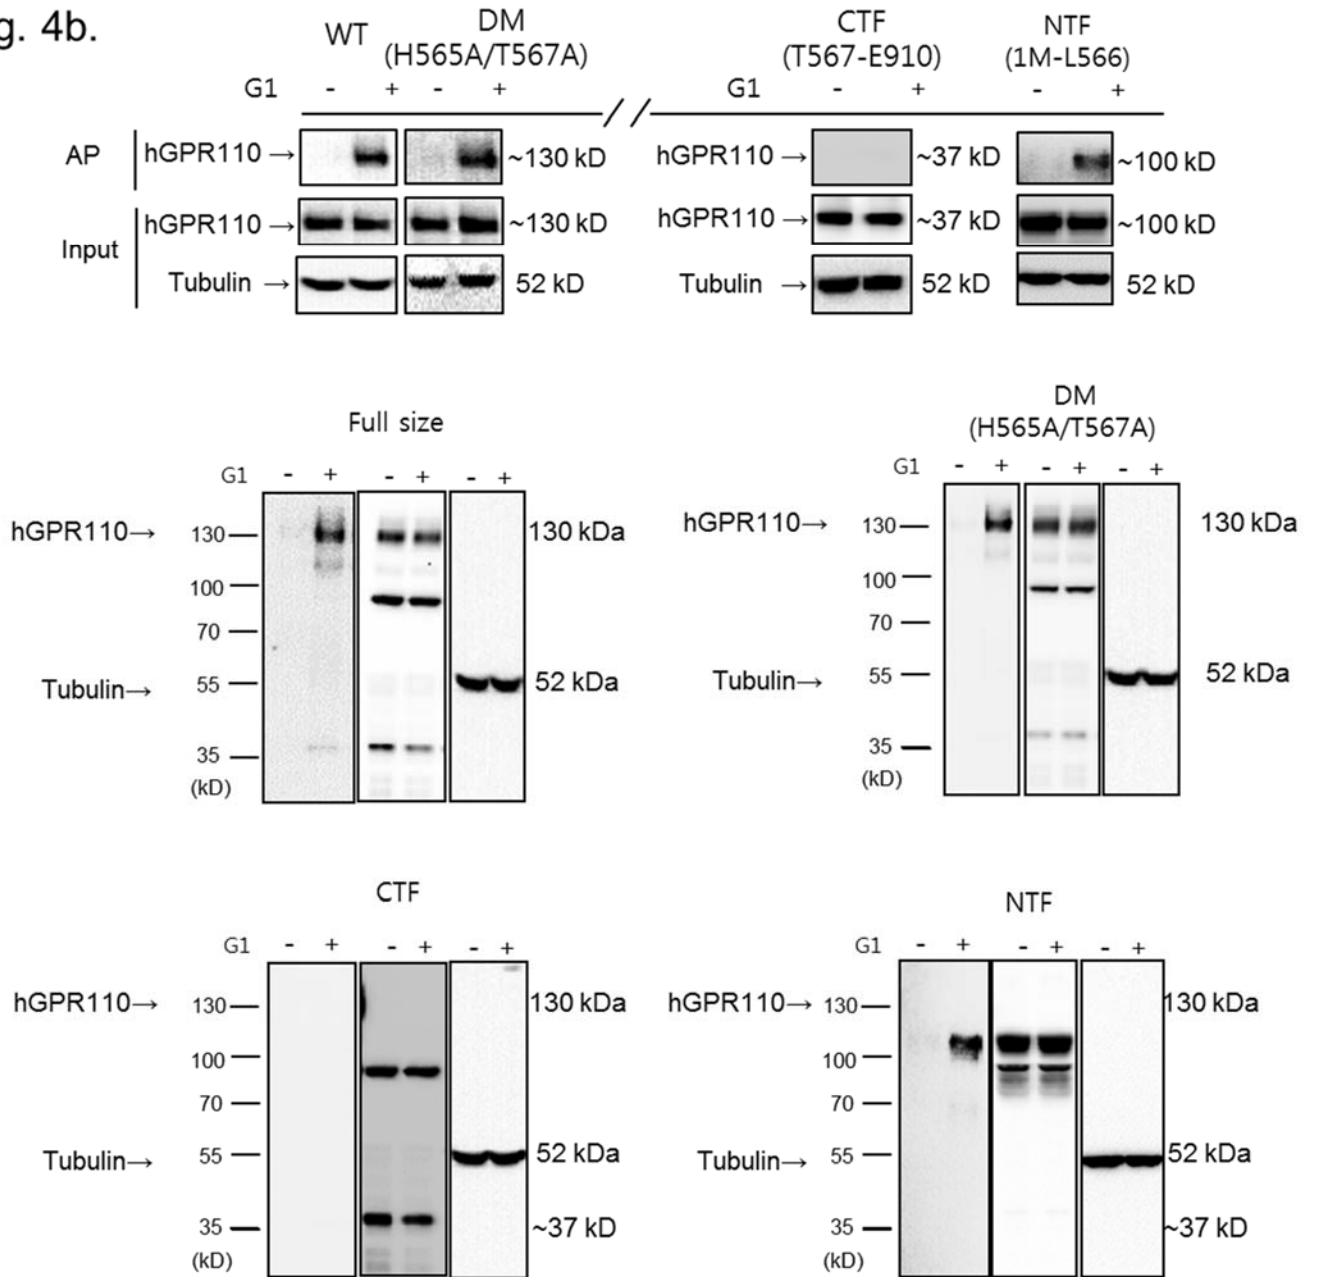 g. 4b.
WT DM CTF NTF
(H565A/T567A) (T567-E910) (1M-L566)
G1 - + - + G1 - + - +
AP hGPR110→ ~130 kD hGPR110→ ~37 kD ~100 kD
Input hGPR110→ ~130 kD hGPR110→ ~37 kD ~100 kD
Tubulin → 52 kD Tubulin → 52 kD 52 kD
Full size
G1 - + - + - +
hGPR110→ 130 130 kDa
100
70
Tubulin→ 55 52 kDa
35
(kD)
DM
(H565A/T567A)
G1 - + - + - +
hGPR110→ 130 130 kDa
100
70
Tubulin→ 55 52 kDa
35
(kD)
CTF
G1 - + - + - +
hGPR110→ 130 130 kDa
100
70
Tubulin→ 55 52 kDa
35 ~37 kD
(kD)
NTF
G1 - + - + - +
hGPR110→ 130 130 kDa
100
70
Tubulin→ 55 52 kDa
35 ~37 kD
(kD)